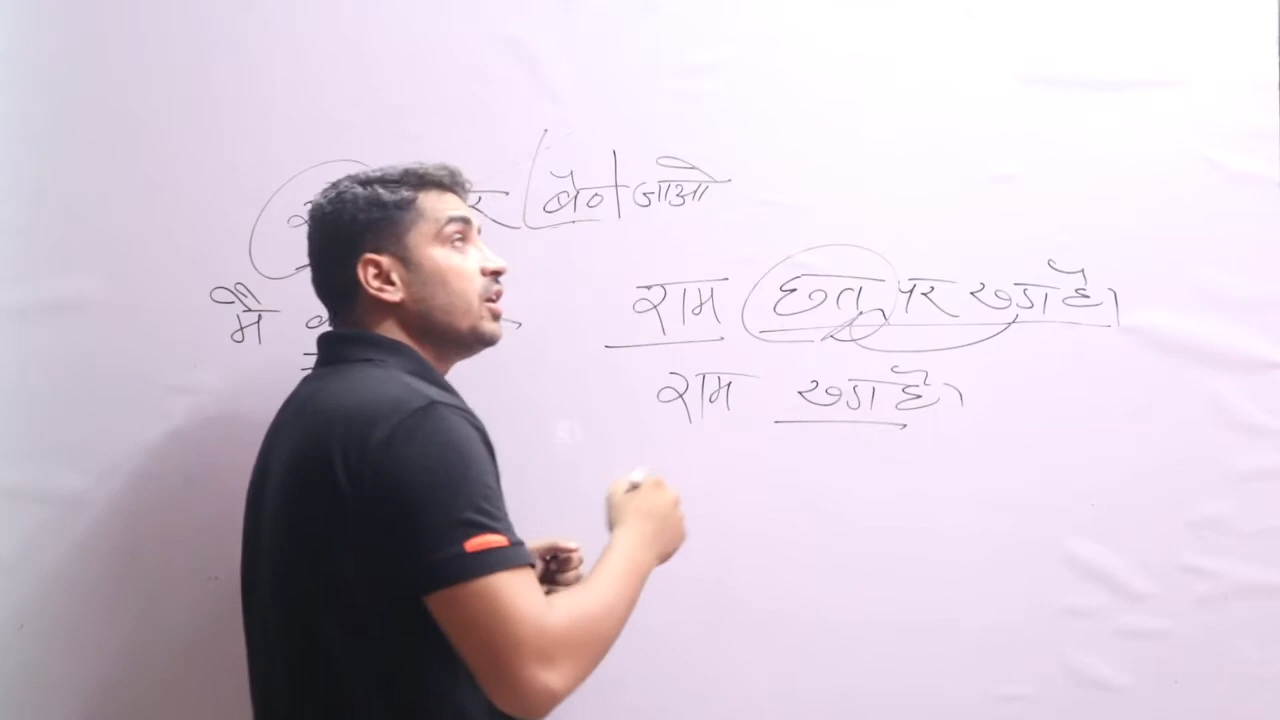 बैठ जाओ
में
राम छत पर खडा है।
राम खडा है।